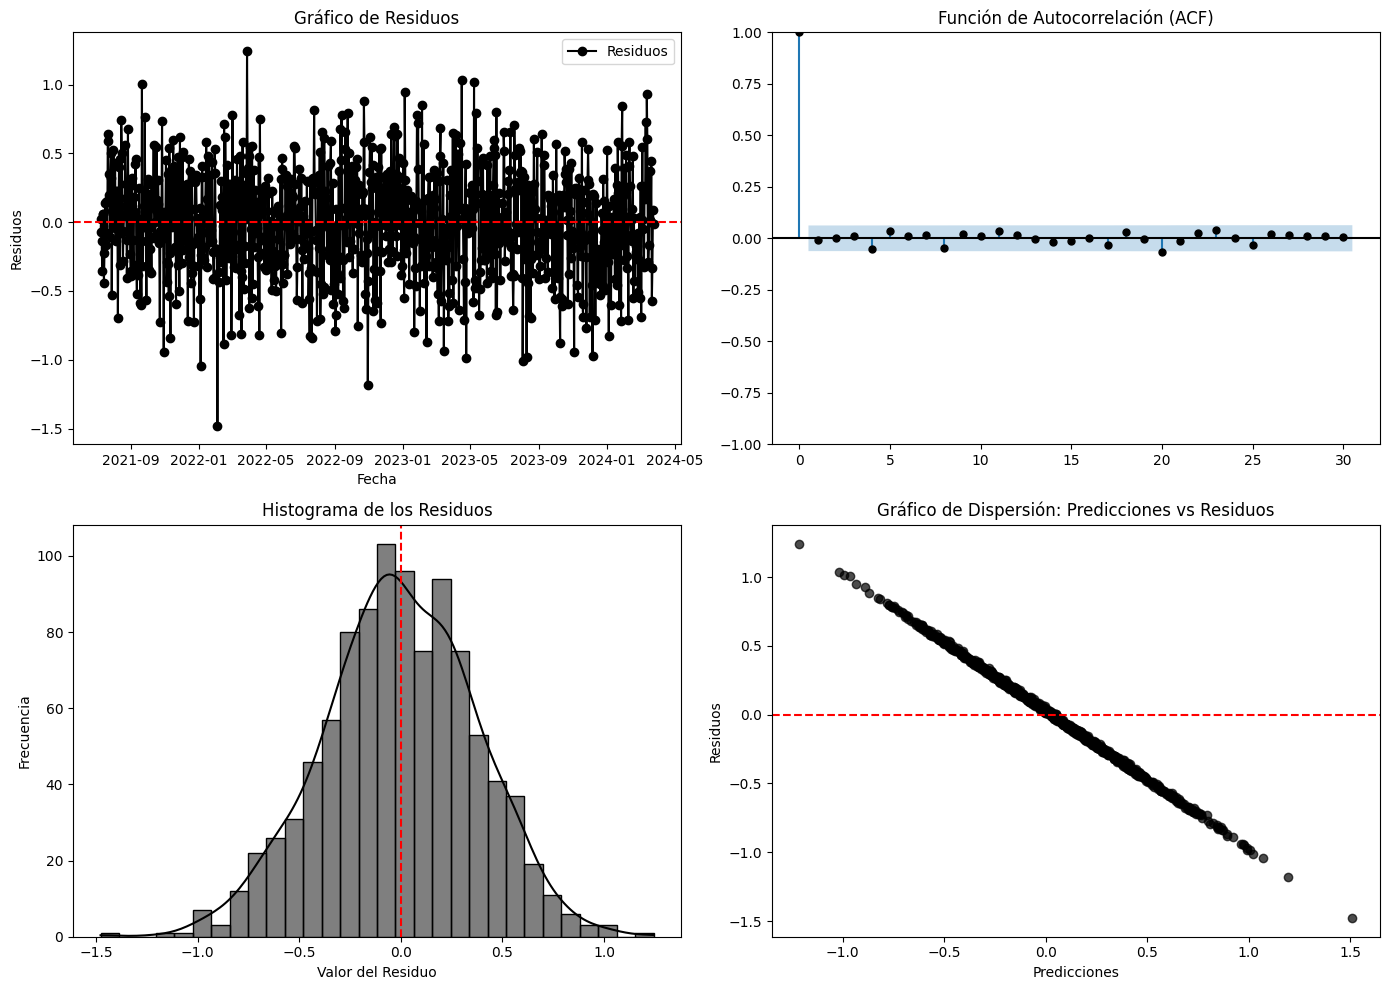 Gráfico de Residuos
Residuos
1.0
0.5
0.0
−0.5
−1.0
−1.5
Residuos
2021-09 2022-01 2022-05 2022-09 2023-01 2023-05 2023-09 2024-01 2024-05
Fecha
Función de Autocorrelación (ACF)
1.00
0.75
0.50
0.25
0.00
−0.25
−0.50
−0.75
−1.00
0 5 10 15 20 25 30
Histograma de los Residuos
100
80
60
40
20
0
Frecuencia
−1.5 −1.0 −0.5 0.0 0.5 1.0
Valor del Residuo
Gráfico de Dispersión: Predicciones vs Residuos
1.0
0.5
0.0
−0.5
−1.0
−1.5
Residuos
−1.0 −0.5 0.0 0.5 1.0 1.5
Predicciones